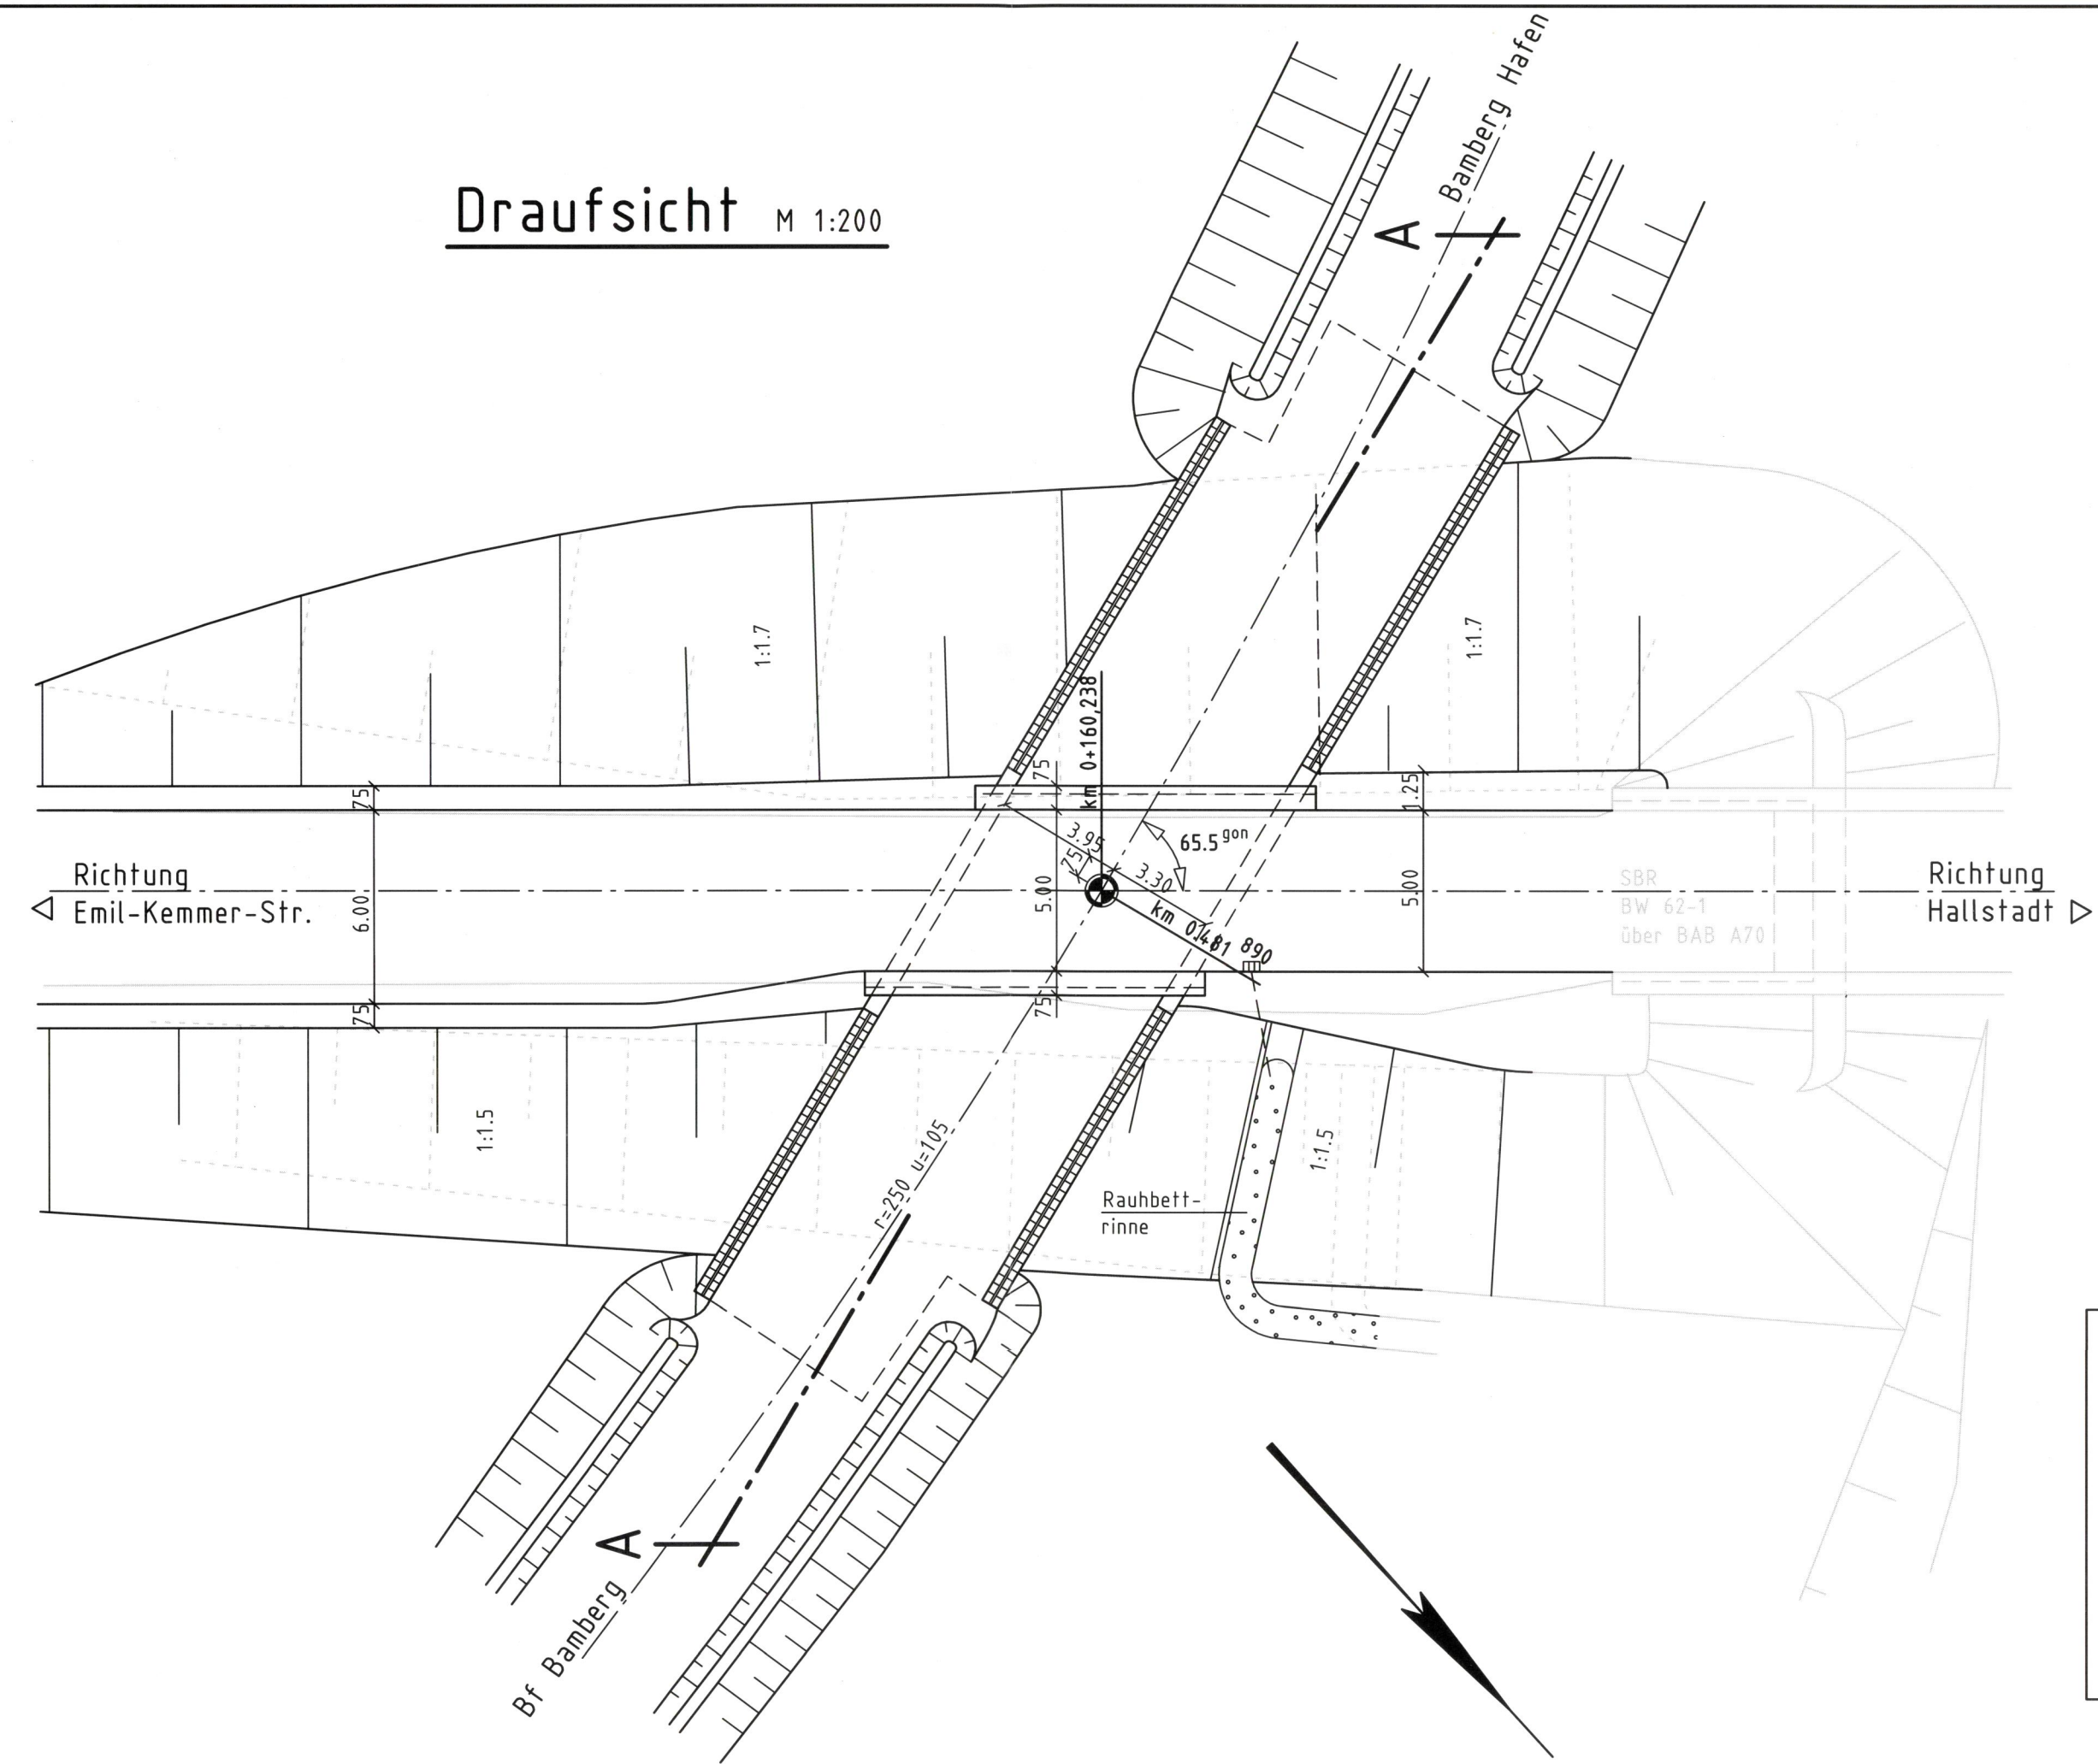 Bamberg Hafen
Draufsicht M 1:200
A
1:1.7
1:1.7
km 0+160,238
75
75
1.25
3.95
75
65.5 gon
3.30
Richtung
Emil-Kemmer-Str.
6.00
5.00
5.00
SBR
BW 62-1
über BAB A70
Richtung
Hallstadt
75
75
1:1.5
r=250 u=105
1:1.5
Rauhbett-
rinne
A
Bf Bamberg